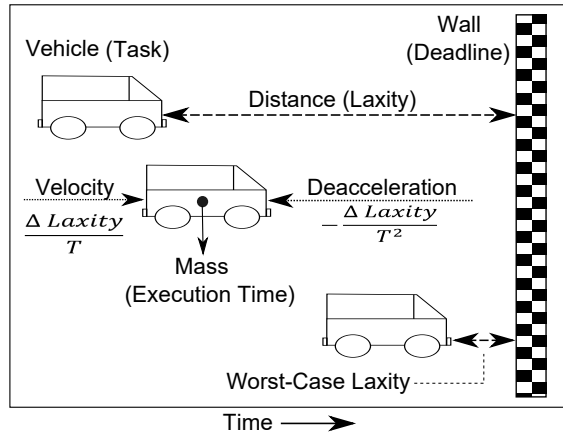 Vehicle (Task)
Wall
(Deadline)
Distance (Laxity)
Velocity
Δ Laxity
T
Deacceleration
− Δ Laxity
T²
Mass
(Execution Time)
Worst-Case Laxity
Time